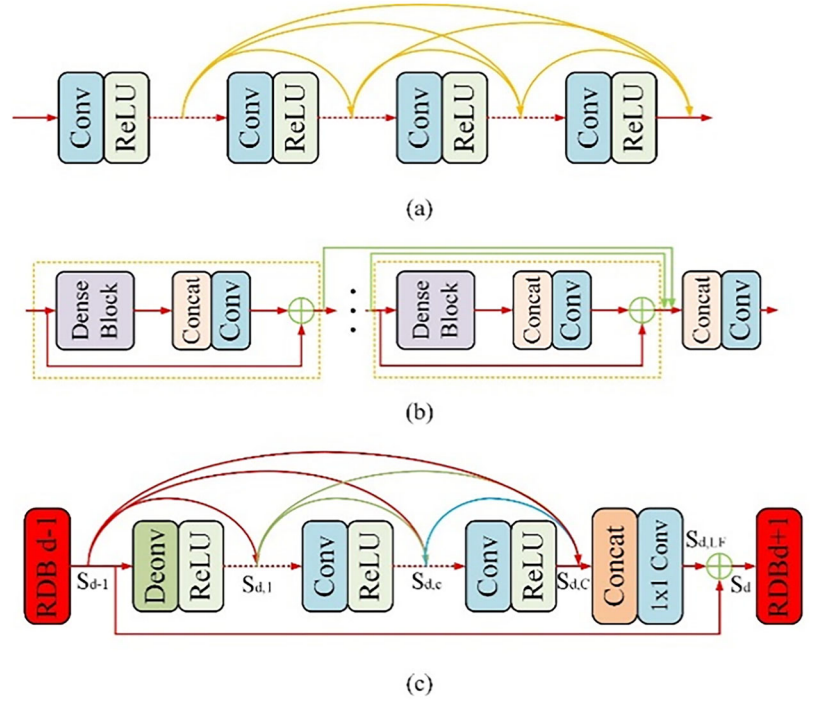 Conv ReLU Conv ReLU Conv ReLU Conv ReLU
(a)
Dense Block Concat Conv Dense Block Concat Conv Concat Conv
(b)
RDB d-1 Sd-1 Deonv ReLU Sd,1 Conv ReLU Sd,c Conv ReLU Sd,C Concat 1x1 Conv Sd,LF Sd RDBd+1
(c)